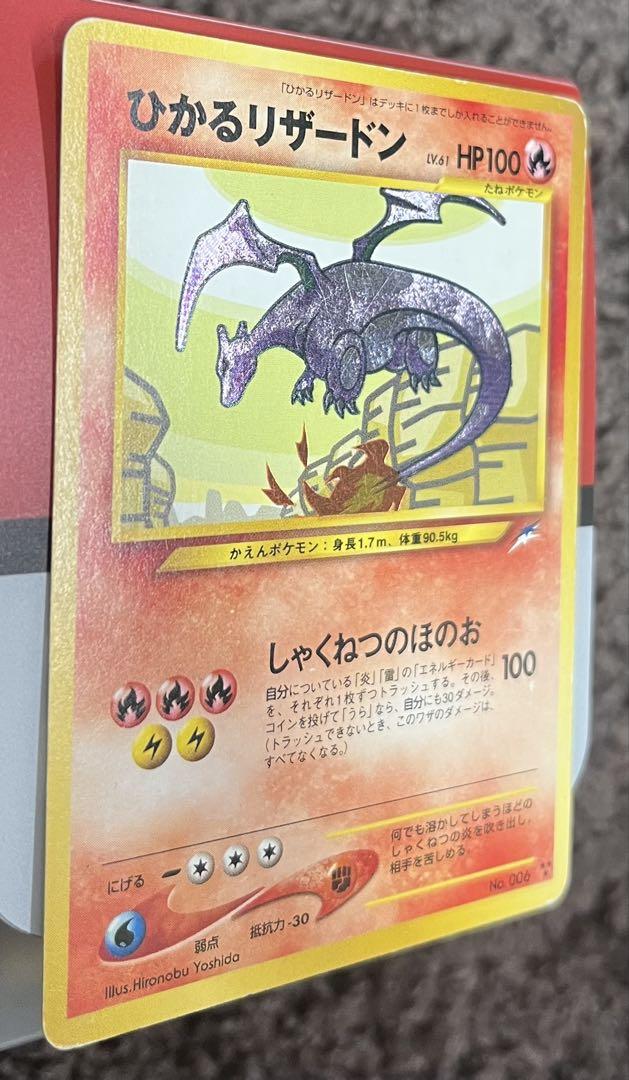 「ひかるリザードン」はデッキに1枚までしか入れることができません。
ひかるリザードン
LV.61 HP100
たねポケモン
かえんポケモン：身長1.7m、体重90.5kg
しゃくねつのほのお
100
自分についている「炎」「雷」の「エネルギーカード」
を、それぞれ1枚ずつトラッシュする。その後、
コインを投げて「うら」なら、自分にも30ダメージ。
(トラッシュできないとき、このワザのダメージは、
すべてなくなる。)
にげる
弱点
抵抗力 -30
何でも溶かしてしまうほどの
しゃくねつの炎を吹き出し、
相手を苦しめる。
No. 006
Illus.Hironobu Yoshida